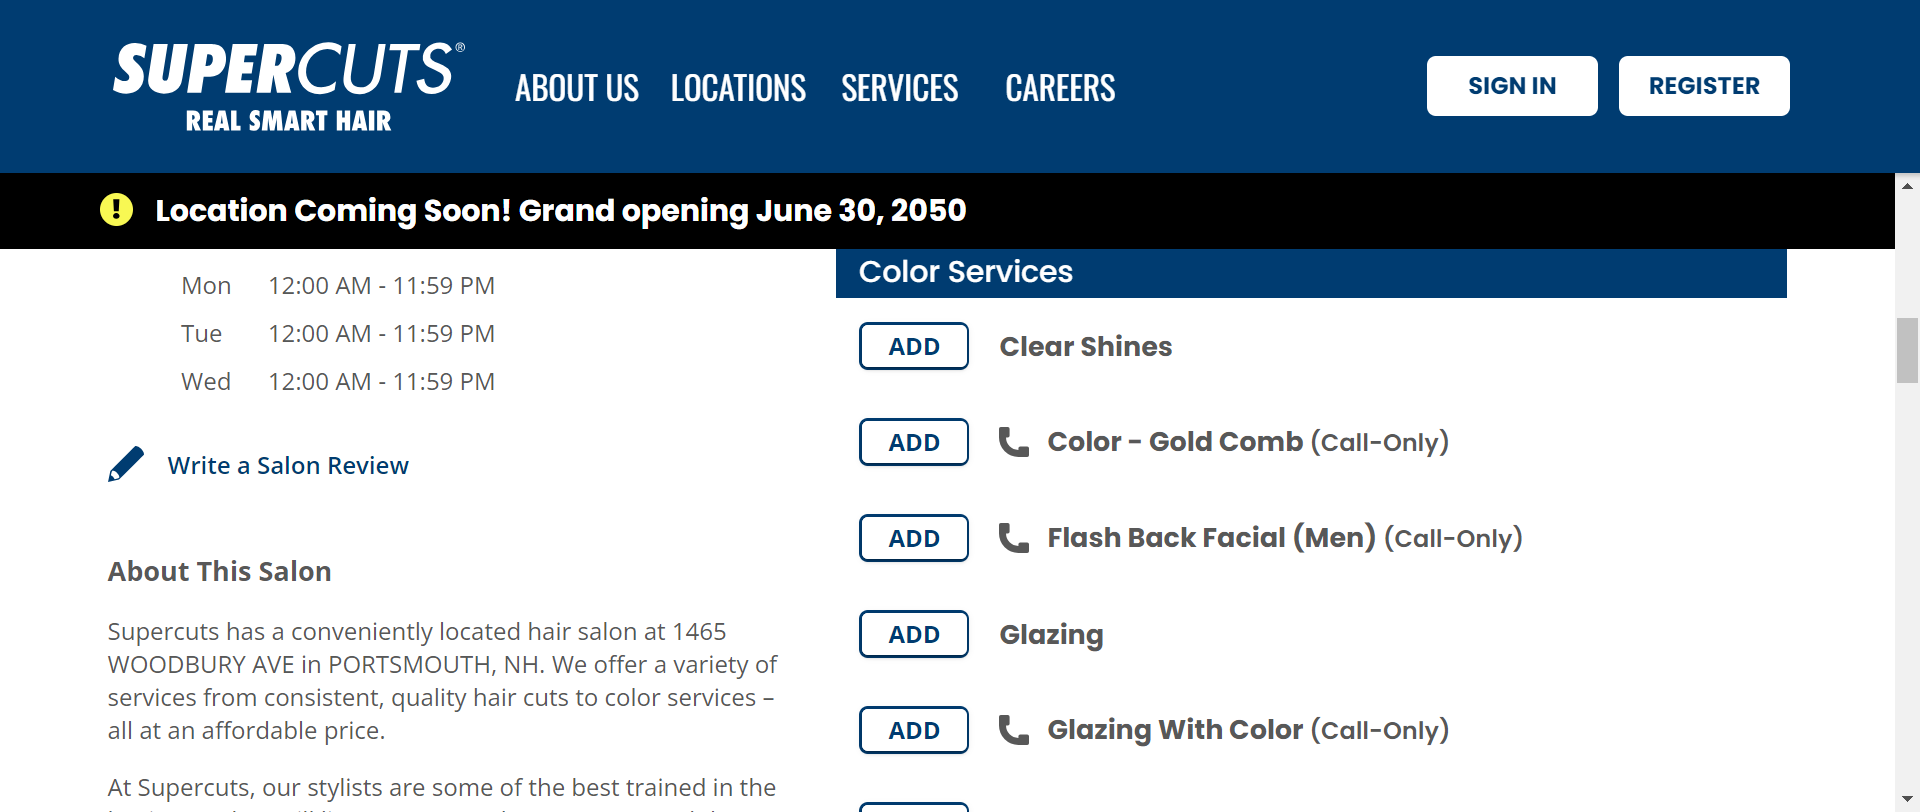 SUPERCUTS®
REAL SMART HAIR
ABOUT US LOCATIONS SERVICES CAREERS
SIGN IN REGISTER
Location Coming Soon! Grand opening June 30, 2050
Mon 12:00 AM - 11:59 PM
Tue 12:00 AM - 11:59 PM
Wed 12:00 AM - 11:59 PM
Write a Salon Review
About This Salon
Supercuts has a conveniently located hair salon at 1465
WOODBURY AVE in PORTSMOUTH, NH. We offer a variety of
services from consistent, quality hair cuts to color services –
all at an affordable price.
At Supercuts, our stylists are some of the best trained in the
Color Services
ADD Clear Shines
ADD Color - Gold Comb (Call-Only)
ADD Flash Back Facial (Men) (Call-Only)
ADD Glazing
ADD Glazing With Color (Call-Only)